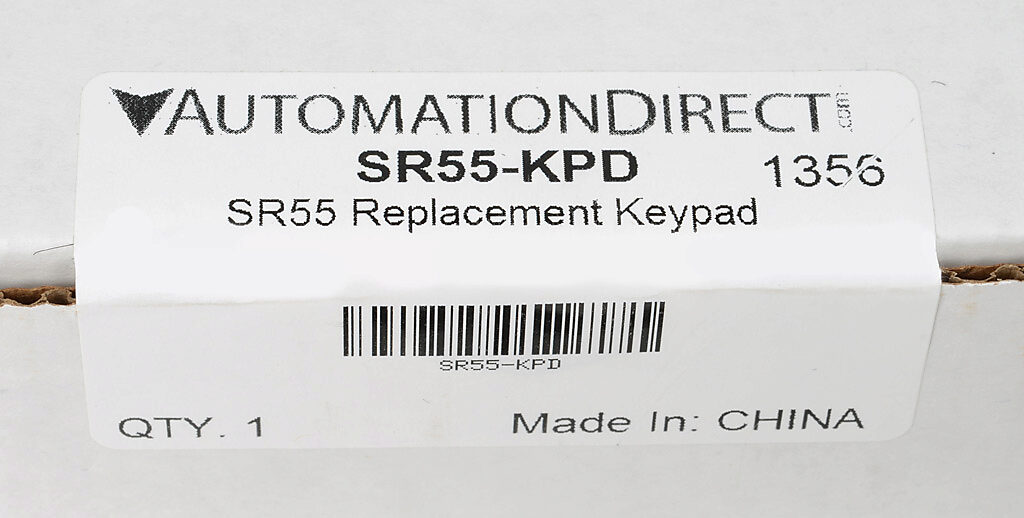 AUTOMATIONDIRECT.com
SR55-KPD 1356
SR55 Replacement Keypad
SR55-KPD
QTY. 1 Made In: CHINA